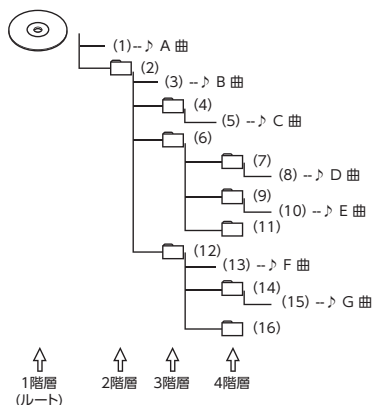 (1)--♪ A 曲
(2)
(3) --♪ B 曲
(4)
(5) --♪ C 曲
(6)
(7)
(8) --♪ D 曲
(9)
(10) --♪ E 曲
(11)
(12)
(13) --♪ F 曲
(14)
(15) --♪ G 曲
(16)
1階層 2階層 3階層 4階層
(ルート)